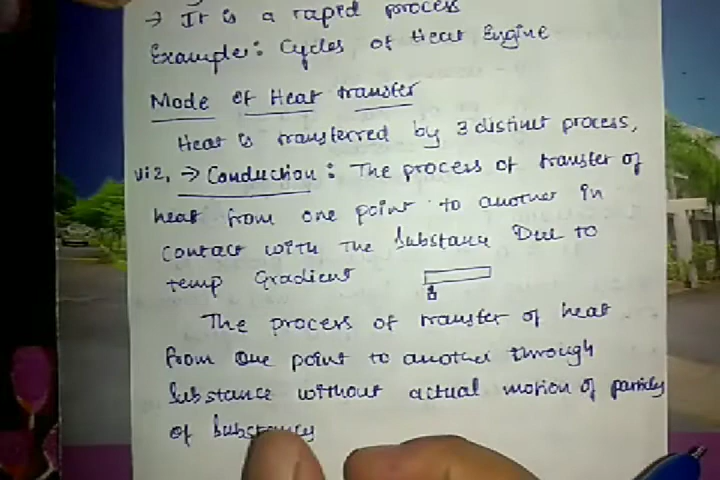 → It is a rapid process
Example: Cycles of Heat Engine
Mode of Heat transfer
Heat is transferred by 3 distinct process,
viz, → Conduction: The process of transfer of
heat from one point to another in
contact with the substance Due to
temp Gradient
The process of transfer of heat
from one point to another through
substance without actual motion of particles
of substances